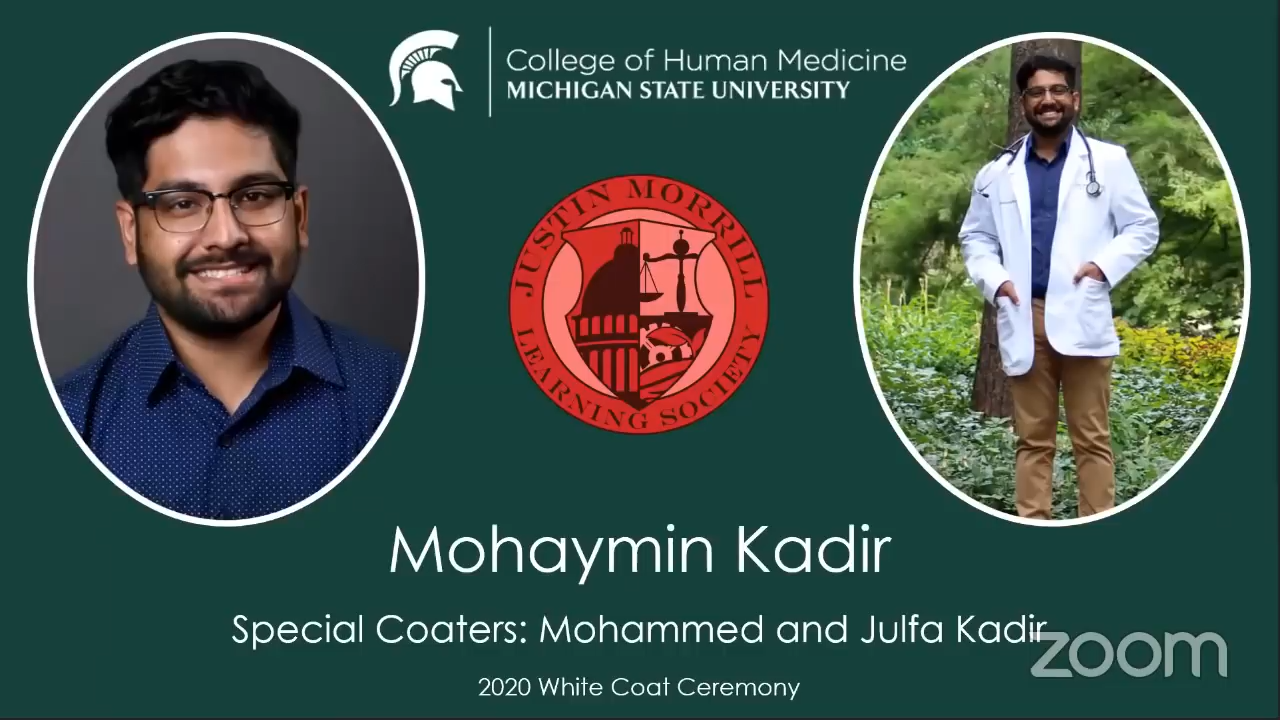 College of Human Medicine
MICHIGAN STATE UNIVERSITY
JUSTIN MORRILL
LEARNING SOCIETY
Mohaymin Kadir
Special Coaters: Mohammed and Julfa Kadir
zoom
2020 White Coat Ceremony